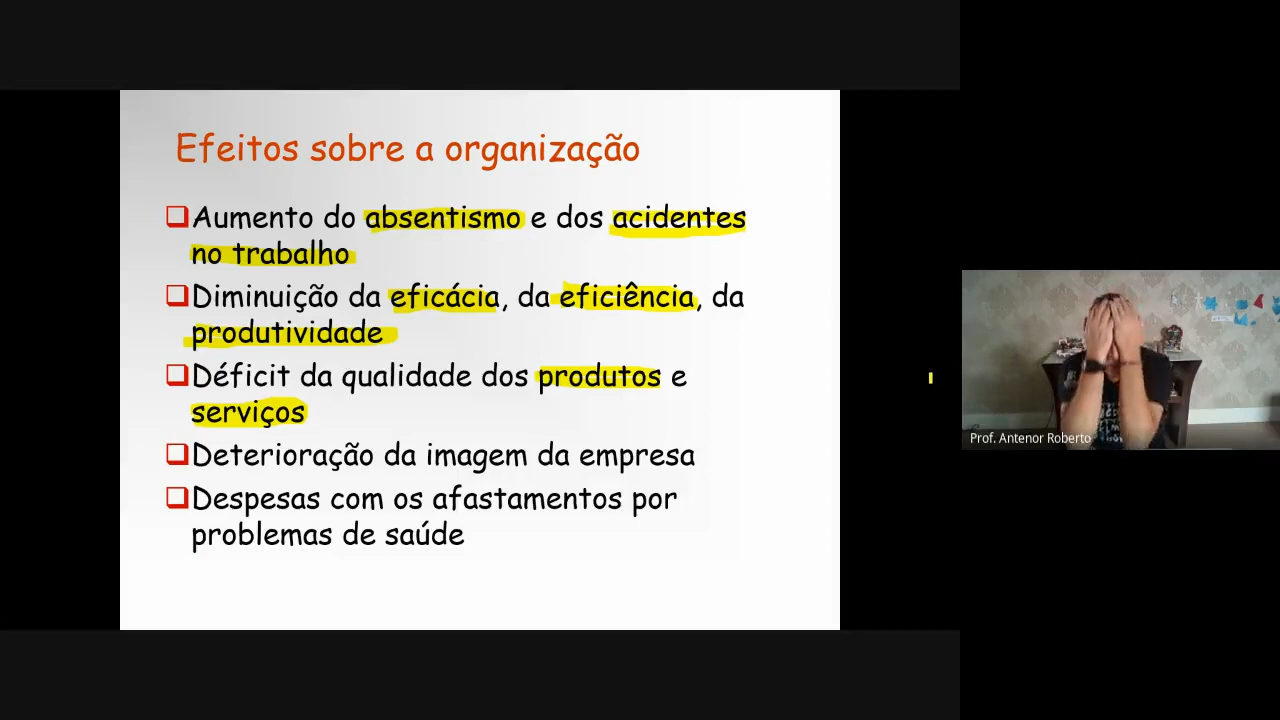 Efeitos sobre a organização
Aumento do absentismo e dos acidentes
no trabalho
Diminuição da eficácia, da eficiência, da
produtividade
Déficit da qualidade dos produtos e
serviços
Deterioração da imagem da empresa
Despesas com os afastamentos por
problemas de saúde
Prof. Antenor Roberto